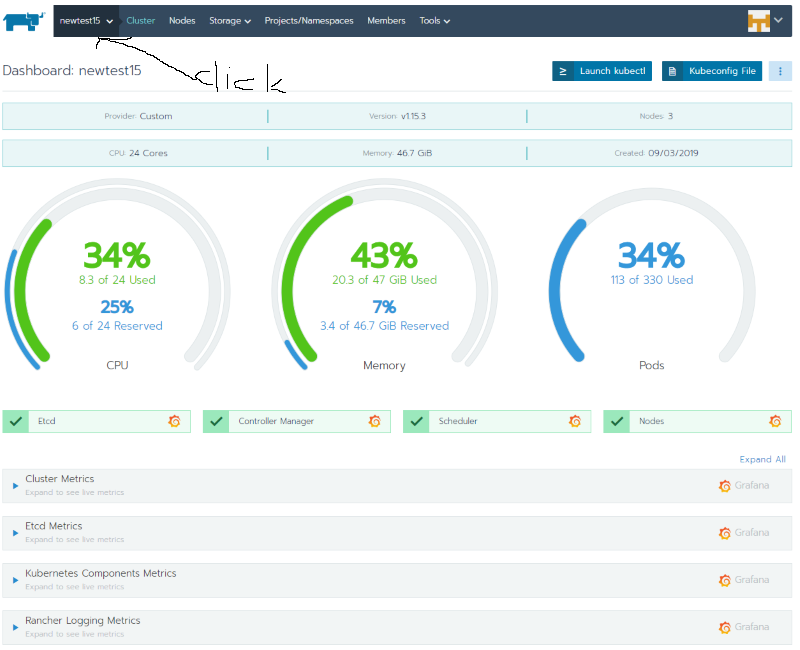 newtest15 Cluster Nodes Storage Projects/Namespaces Members Tools
click
Dashboard: newtest15 Launch kubectl Kubeconfig File
Provider: Custom Version: v1.15.3 Nodes: 3
CPU: 24 Cores Memory: 46.7 GiB Created: 09/03/2019
34% 43% 34%
8.3 of 24 Used 20.3 of 47 GiB Used 113 of 330 Used
25% 7%
6 of 24 Reserved 3.4 of 46.7 GiB Reserved
CPU Memory Pods
Etcd Controller Manager Scheduler Nodes
Expand All
Cluster Metrics
Expand to see live metrics Grafana
Etcd Metrics
Expand to see live metrics Grafana
Kubernetes Components Metrics
Expand to see live metrics Grafana
Rancher Logging Metrics
Expand to see live metrics Grafana